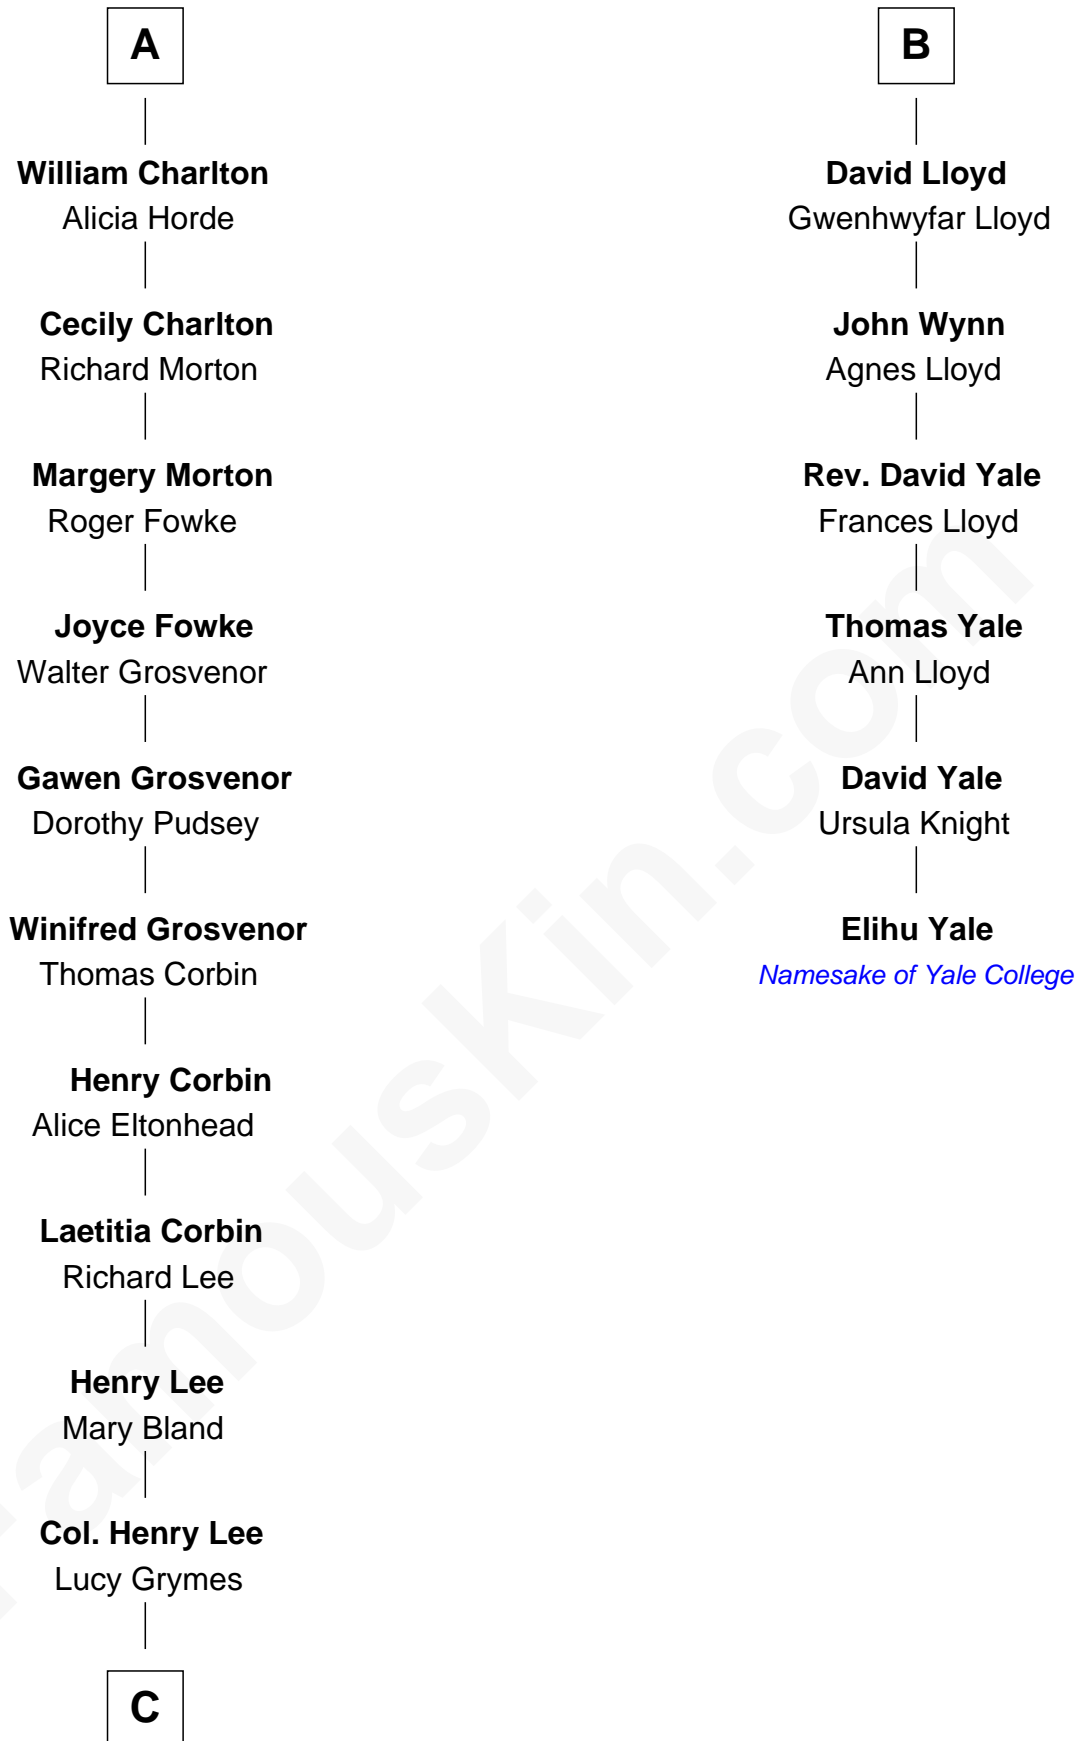 A
William Charlton
Alicia Horde
Cecily Charlton
Richard Morton
Margery Morton
Roger Fowke
Joyce Fowke
Walter Grosvenor
Gawen Grosvenor
Dorothy Pudsey
Winifred Grosvenor
Thomas Corbin
Henry Corbin
Alice Eltonhead
Laetitia Corbin
Richard Lee
Henry Lee
Mary Bland
Col. Henry Lee
Lucy Grymes
C
B
David Lloyd
Gwenhwyfar Lloyd
John Wynn
Agnes Lloyd
Rev. David Yale
Frances Lloyd
Thomas Yale
Ann Lloyd
David Yale
Ursula Knight
Elihu Yale
Namesake of Yale College
FamousKin.com